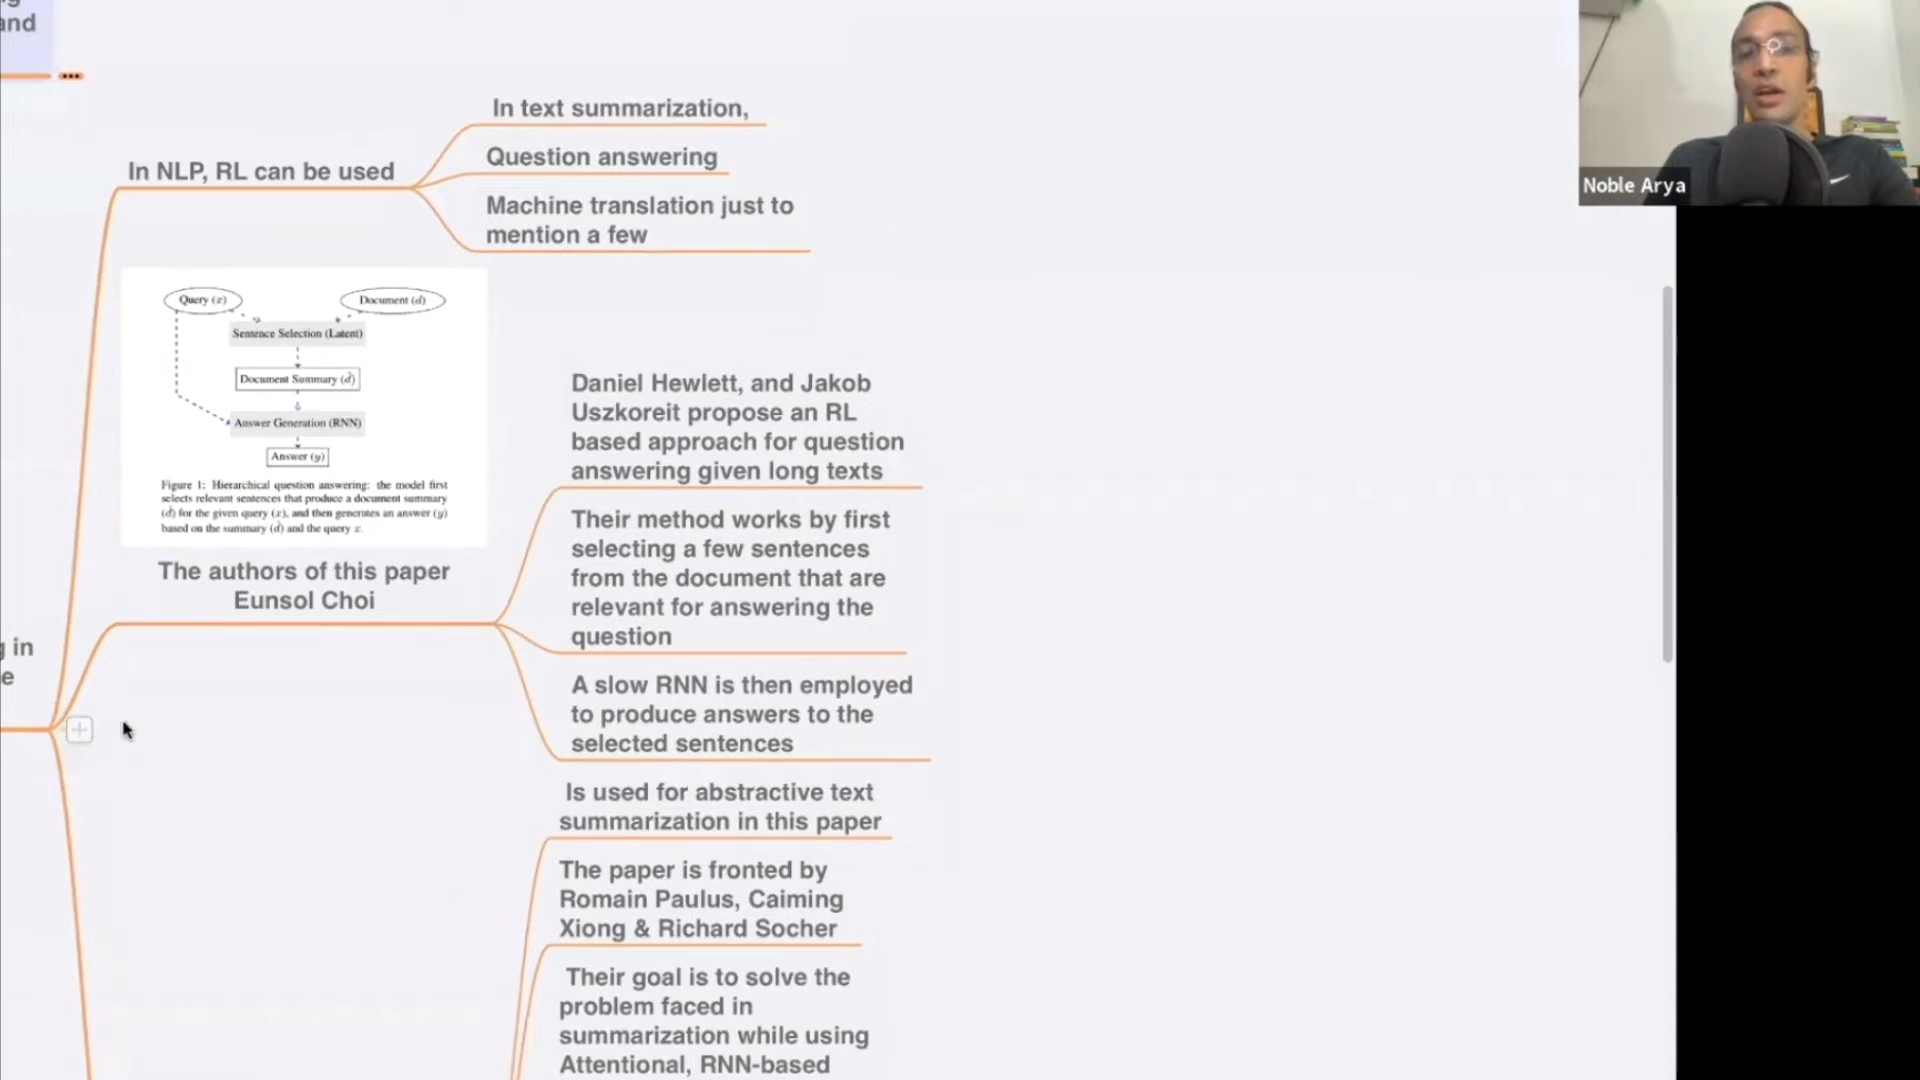 and
In NLP, RL can be used
In text summarization,
Question answering
Machine translation just to
mention a few
Query (x)
Document (d)
Sentence Selection (Latent)
Document Summary (d̂)
Answer Generation (RNN)
Answer (y)
Figure 1: Hierarchical question answering: the model first
selects relevant sentences that produce a document summary
(d̂) for the given query (x), and then generates an answer (y)
based on the summary (d̂) and the query x.
The authors of this paper
Eunsol Choi
Daniel Hewlett, and Jakob
Uszkoreit propose an RL
based approach for question
answering given long texts
Their method works by first
selecting a few sentences
from the document that are
relevant for answering the
question
A slow RNN is then employed
to produce answers to the
selected sentences
g in
e
Is used for abstractive text
summarization in this paper
The paper is fronted by
Romain Paulus, Caiming
Xiong & Richard Socher
Their goal is to solve the
problem faced in
summarization while using
Attentional, RNN-based
Noble Arya